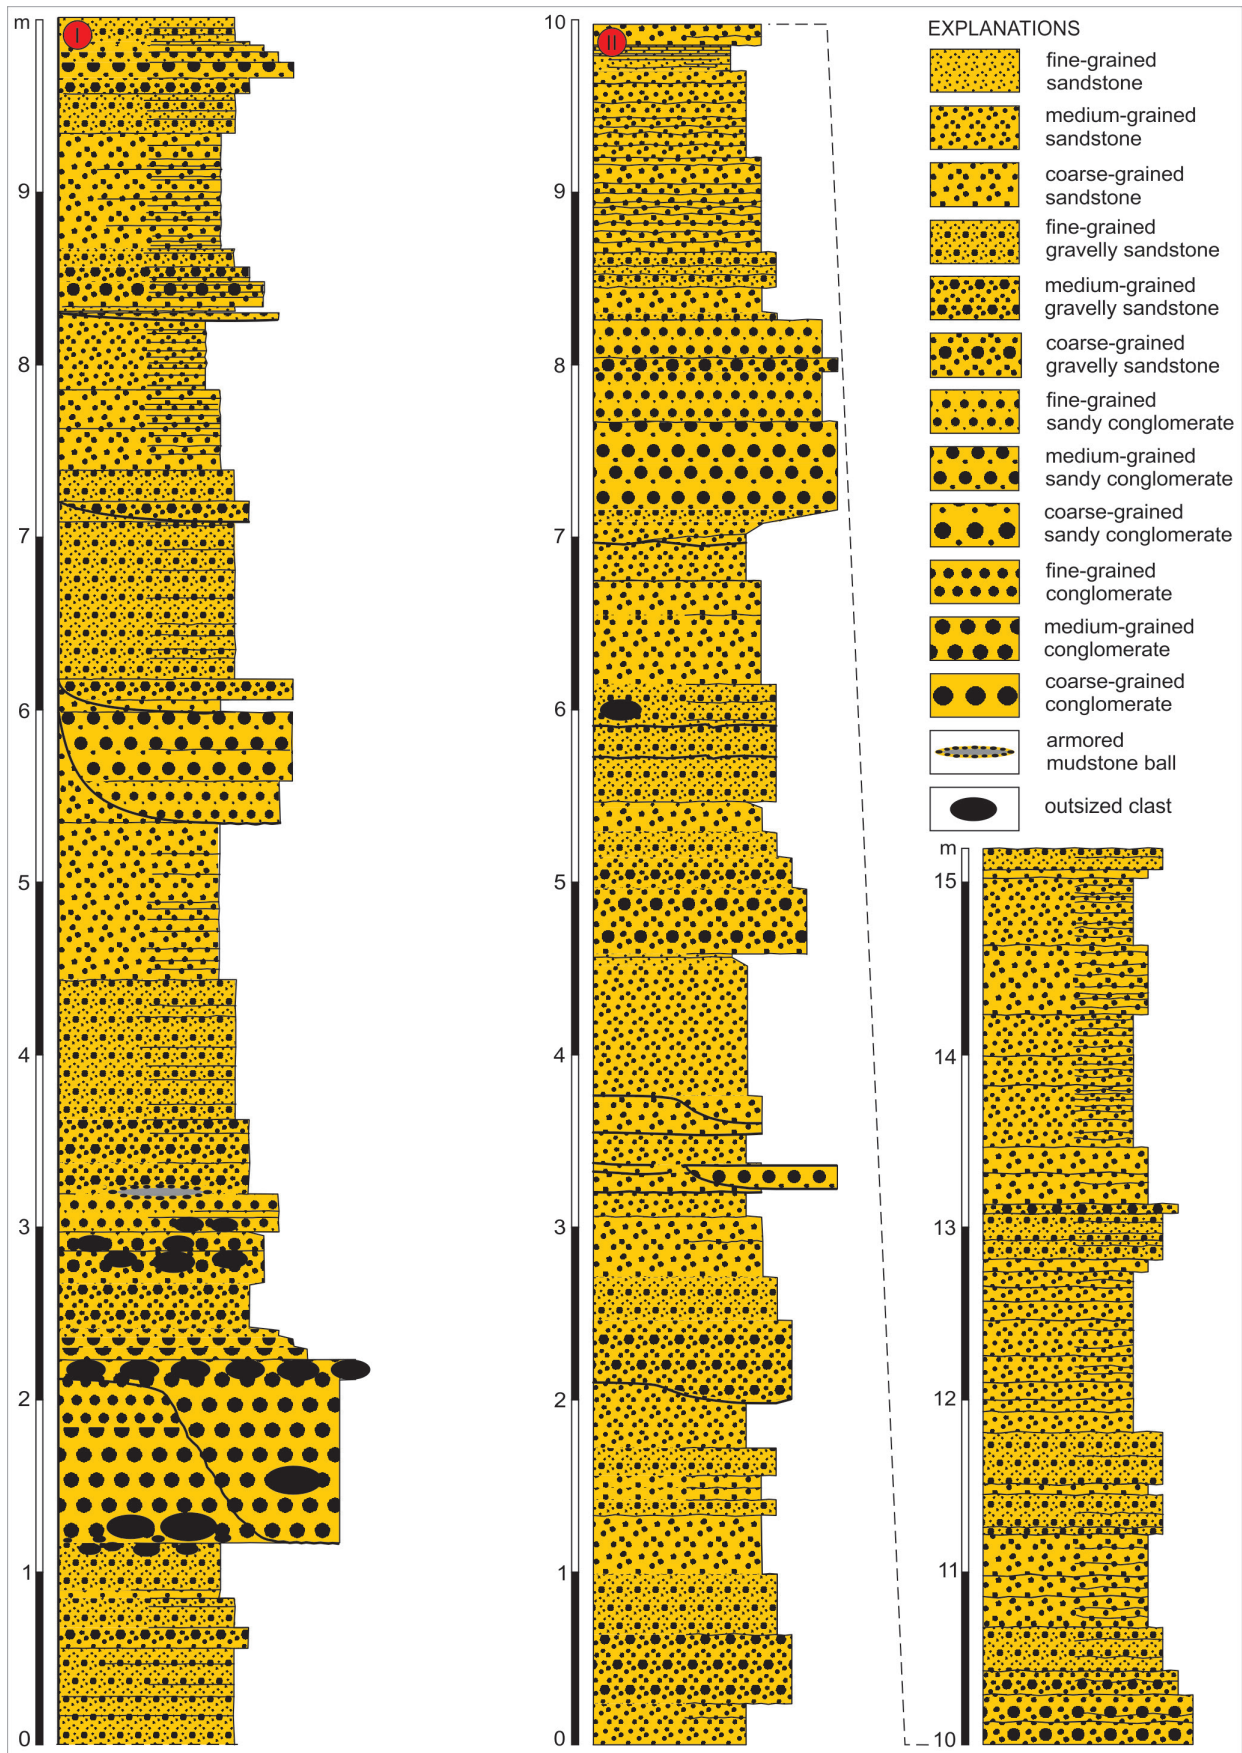 m
I
9
8
7
6
5
4
3
2
1
0
10
II
9
8
7
6
5
4
3
2
1
0
EXPLANATIONS
fine-grained
sandstone
medium-grained
sandstone
coarse-grained
sandstone
fine-grained
gravelly sandstone
medium-grained
gravelly sandstone
coarse-grained
gravelly sandstone
fine-grained
sandy conglomerate
medium-grained
sandy conglomerate
coarse-grained
sandy conglomerate
fine-grained
conglomerate
medium-grained
conglomerate
coarse-grained
conglomerate
armored
mudstone ball
outsized clast
m
15
14
13
12
11
10